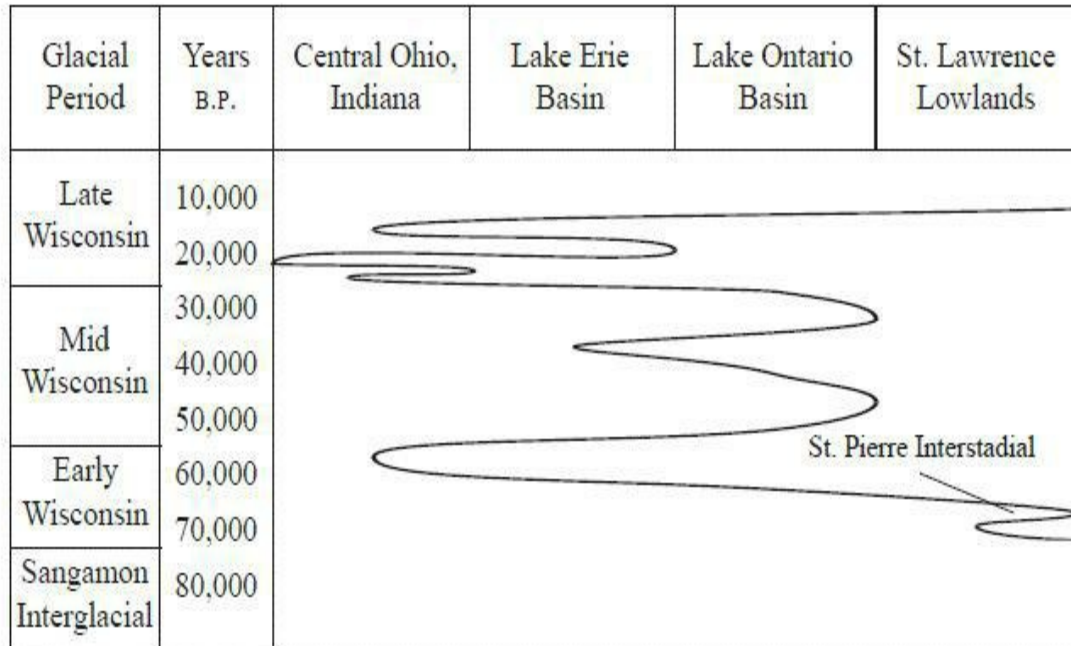 Glacial
Period
Years
B.P.
Central Ohio,
Indiana
Lake Erie
Basin
Lake Ontario
Basin
St. Lawrence
Lowlands
Late
Wisconsin
10,000
20,000
30,000
Mid
Wisconsin
40,000
50,000
St. Pierre Interstadial
Early
Wisconsin
60,000
70,000
Sangamon
Interglacial
80,000